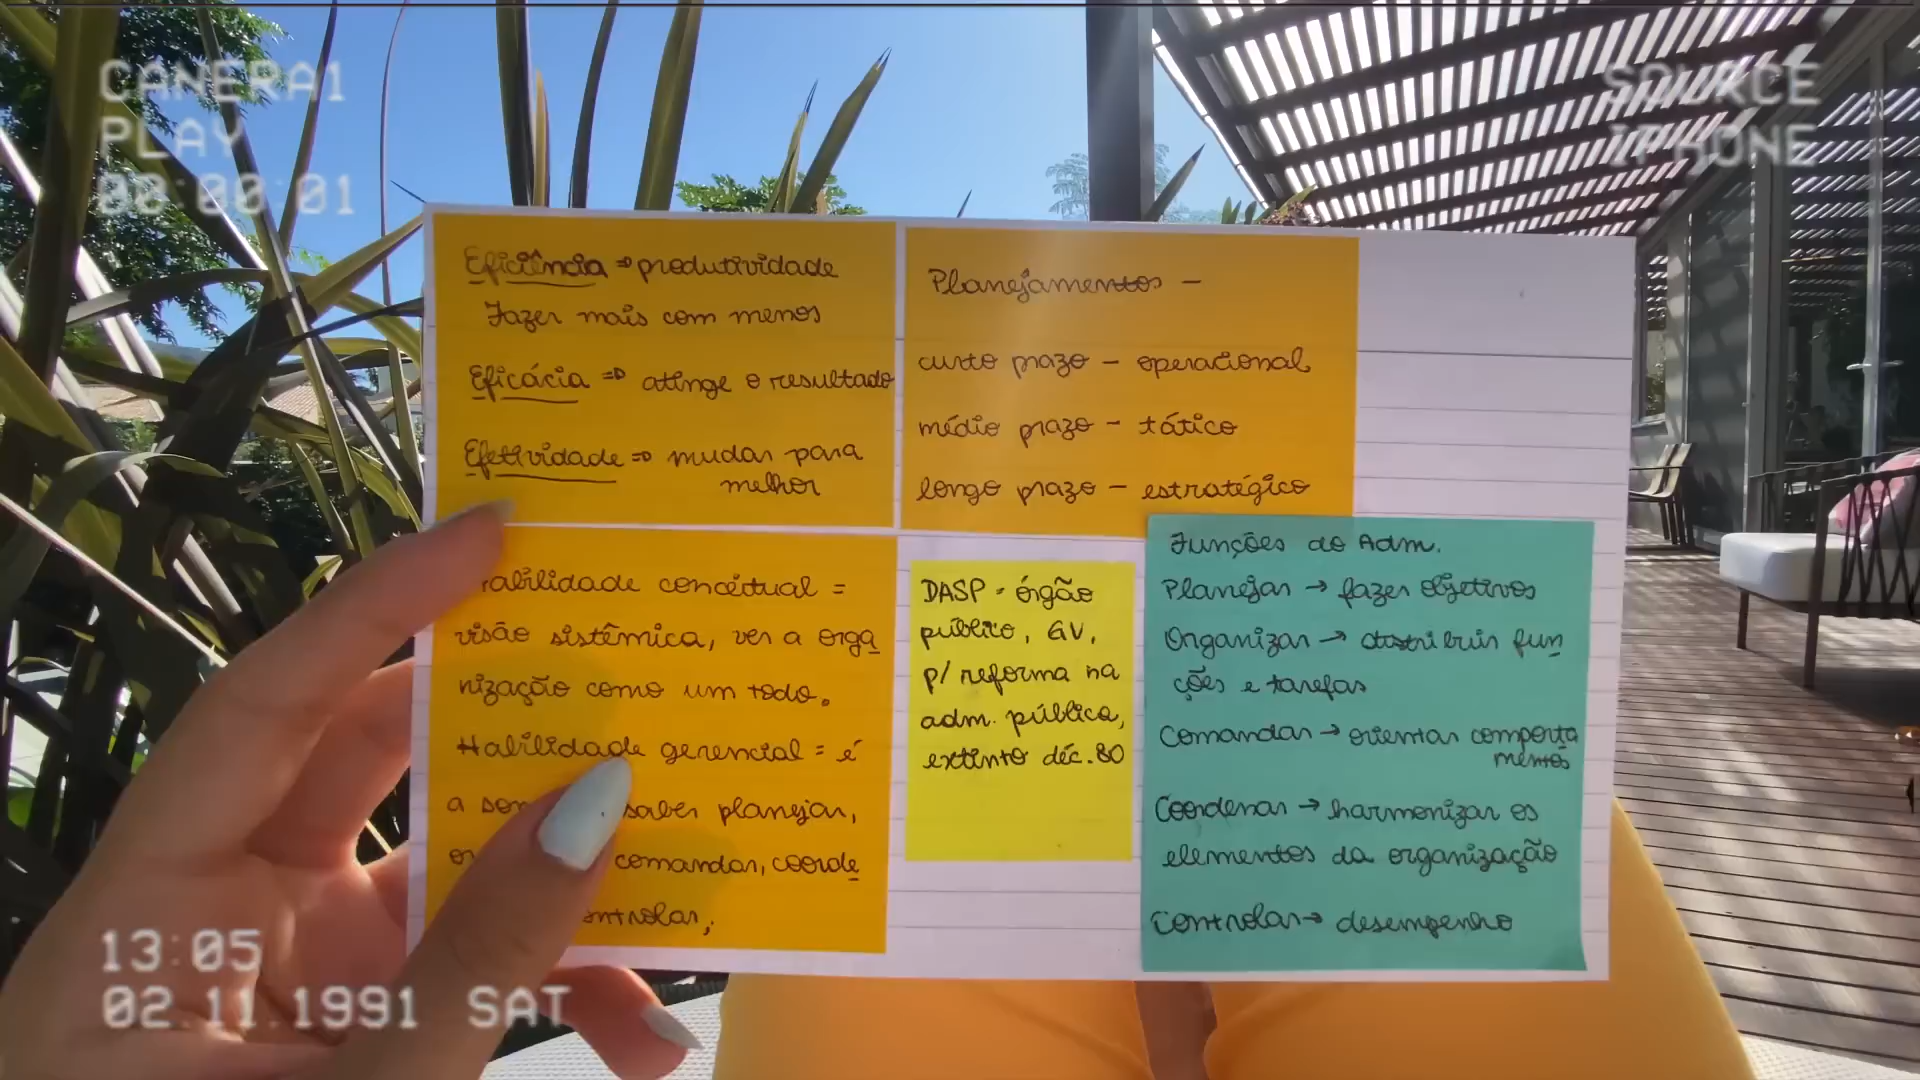 CAMERA1
PLAY
00:00:01
SOURCE
IPHONE
Eficiência => produtividade
Fazer mais com menos
Eficácia => atinge o resultado
Efetividade => mudar para
melhor
Planejamentos -
curto prazo - operacional
médio prazo - tático
longo prazo - estratégico
abilidade conceitual =
visão sistêmica, ver a orga
nização como um todo.
Habilidade gerencial = é
a saber planejar,
comandar, coorde
ntrolar;
DASP - órgão
público, GV,
p/ reforma na
adm. pública,
extinto déc. 80
Funções do Adm.
Planejar → fazer objetivos
Organizar → distribuir fun
ções e tarefas
Comandar → orientar comporta
mentos
Coordenar → harmonizar os
elementos da organização
Controlar → desempenho
13:05
02.11.1991 SAT